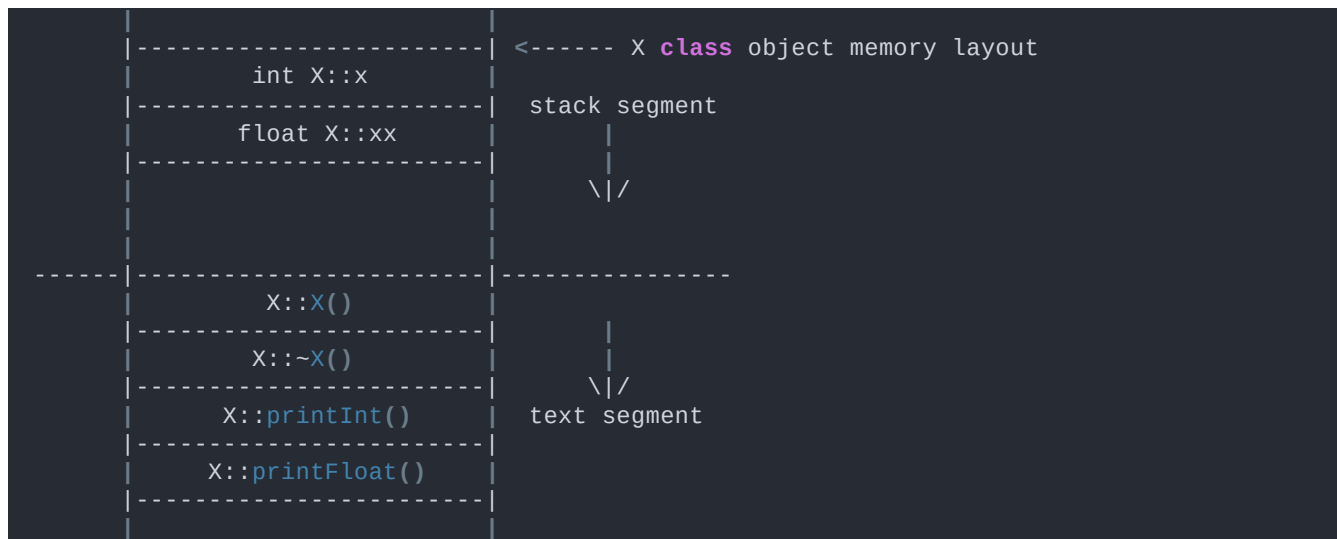 |                        |
|------------------------| <------ X class object memory layout
|        int X::x        |
|------------------------|  stack segment
|       float X::xx      |       |
|------------------------|       |
|                        |      \|/
|                        |
|                        |
------|------------------------|----------------
|         X::X()         |
|------------------------|       |
|        X::~X()         |       |
|------------------------|      \|/
|      X::printInt()     |  text segment
|------------------------|
|     X::printFloat()    |
|------------------------|
|                        |